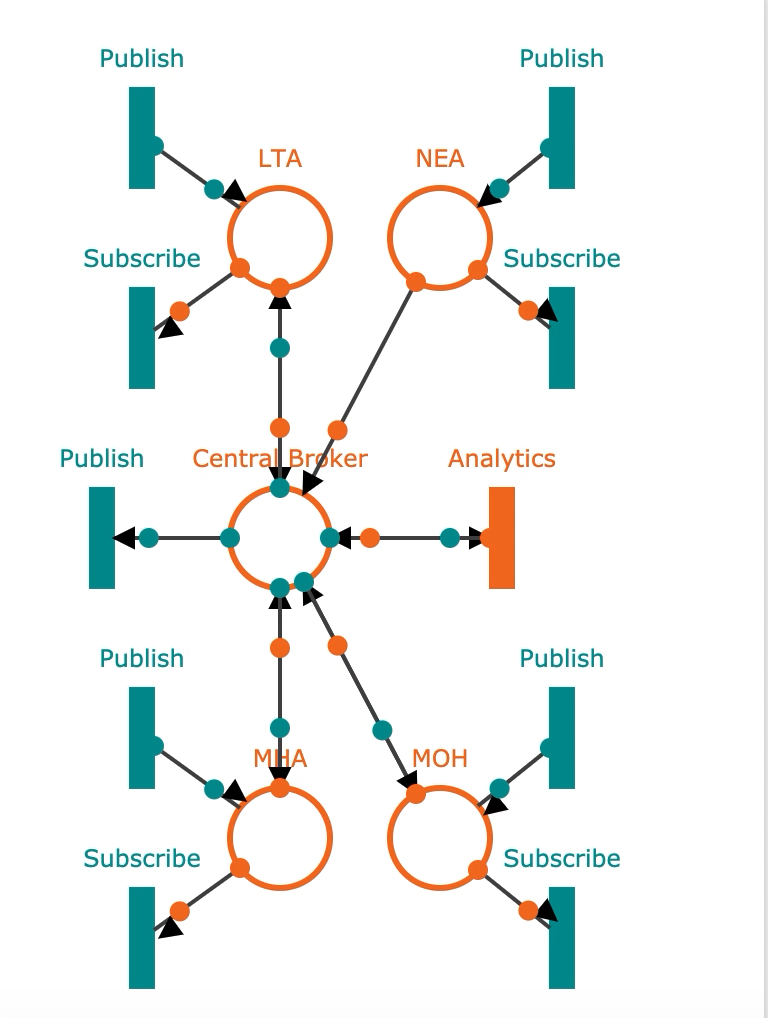 Publish
Publish
LTA
NEA
Subscribe
Subscribe
Publish
Central Broker
Analytics
Publish
Publish
MHA
MOH
Subscribe
Subscribe